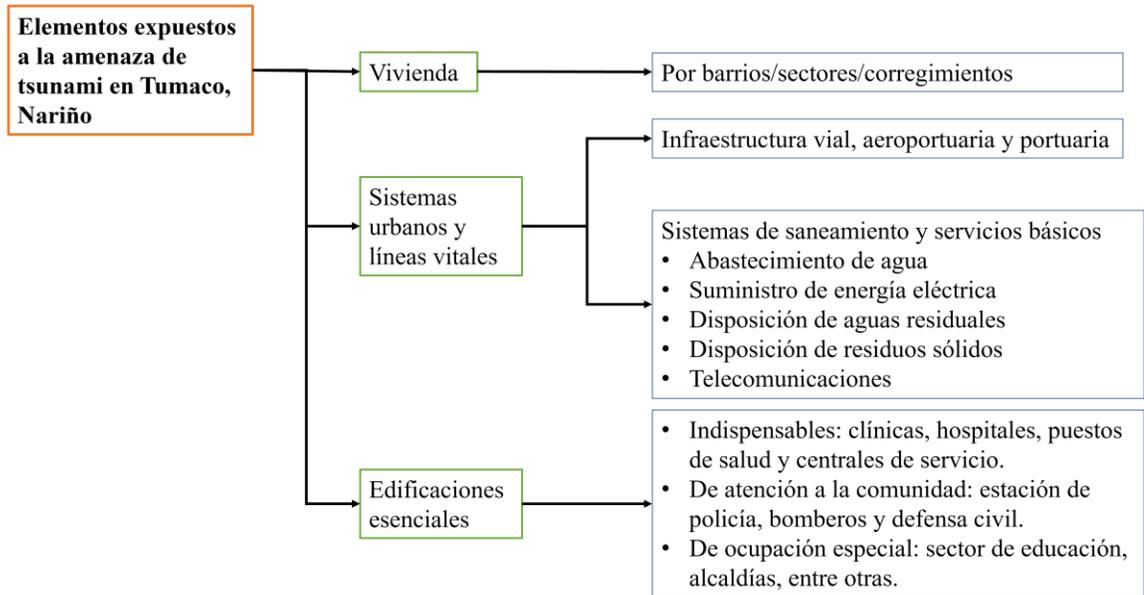 Elementos expuestos
a la amenaza de
tsunami en Tumaco,
Nariño
Vivienda
Por barrios/sectores/corregimientos
Sistemas
urbanos y
líneas vitales
Infraestructura vial, aeroportuaria y portuaria
Sistemas de saneamiento y servicios básicos
• Abastecimiento de agua
• Suministro de energía eléctrica
• Disposición de aguas residuales
• Disposición de residuos sólidos
• Telecomunicaciones
Edificaciones
esenciales
• Indispensables: clínicas, hospitales, puestos
de salud y centrales de servicio.
• De atención a la comunidad: estación de
policía, bomberos y defensa civil.
• De ocupación especial: sector de educación,
alcaldías, entre otras.